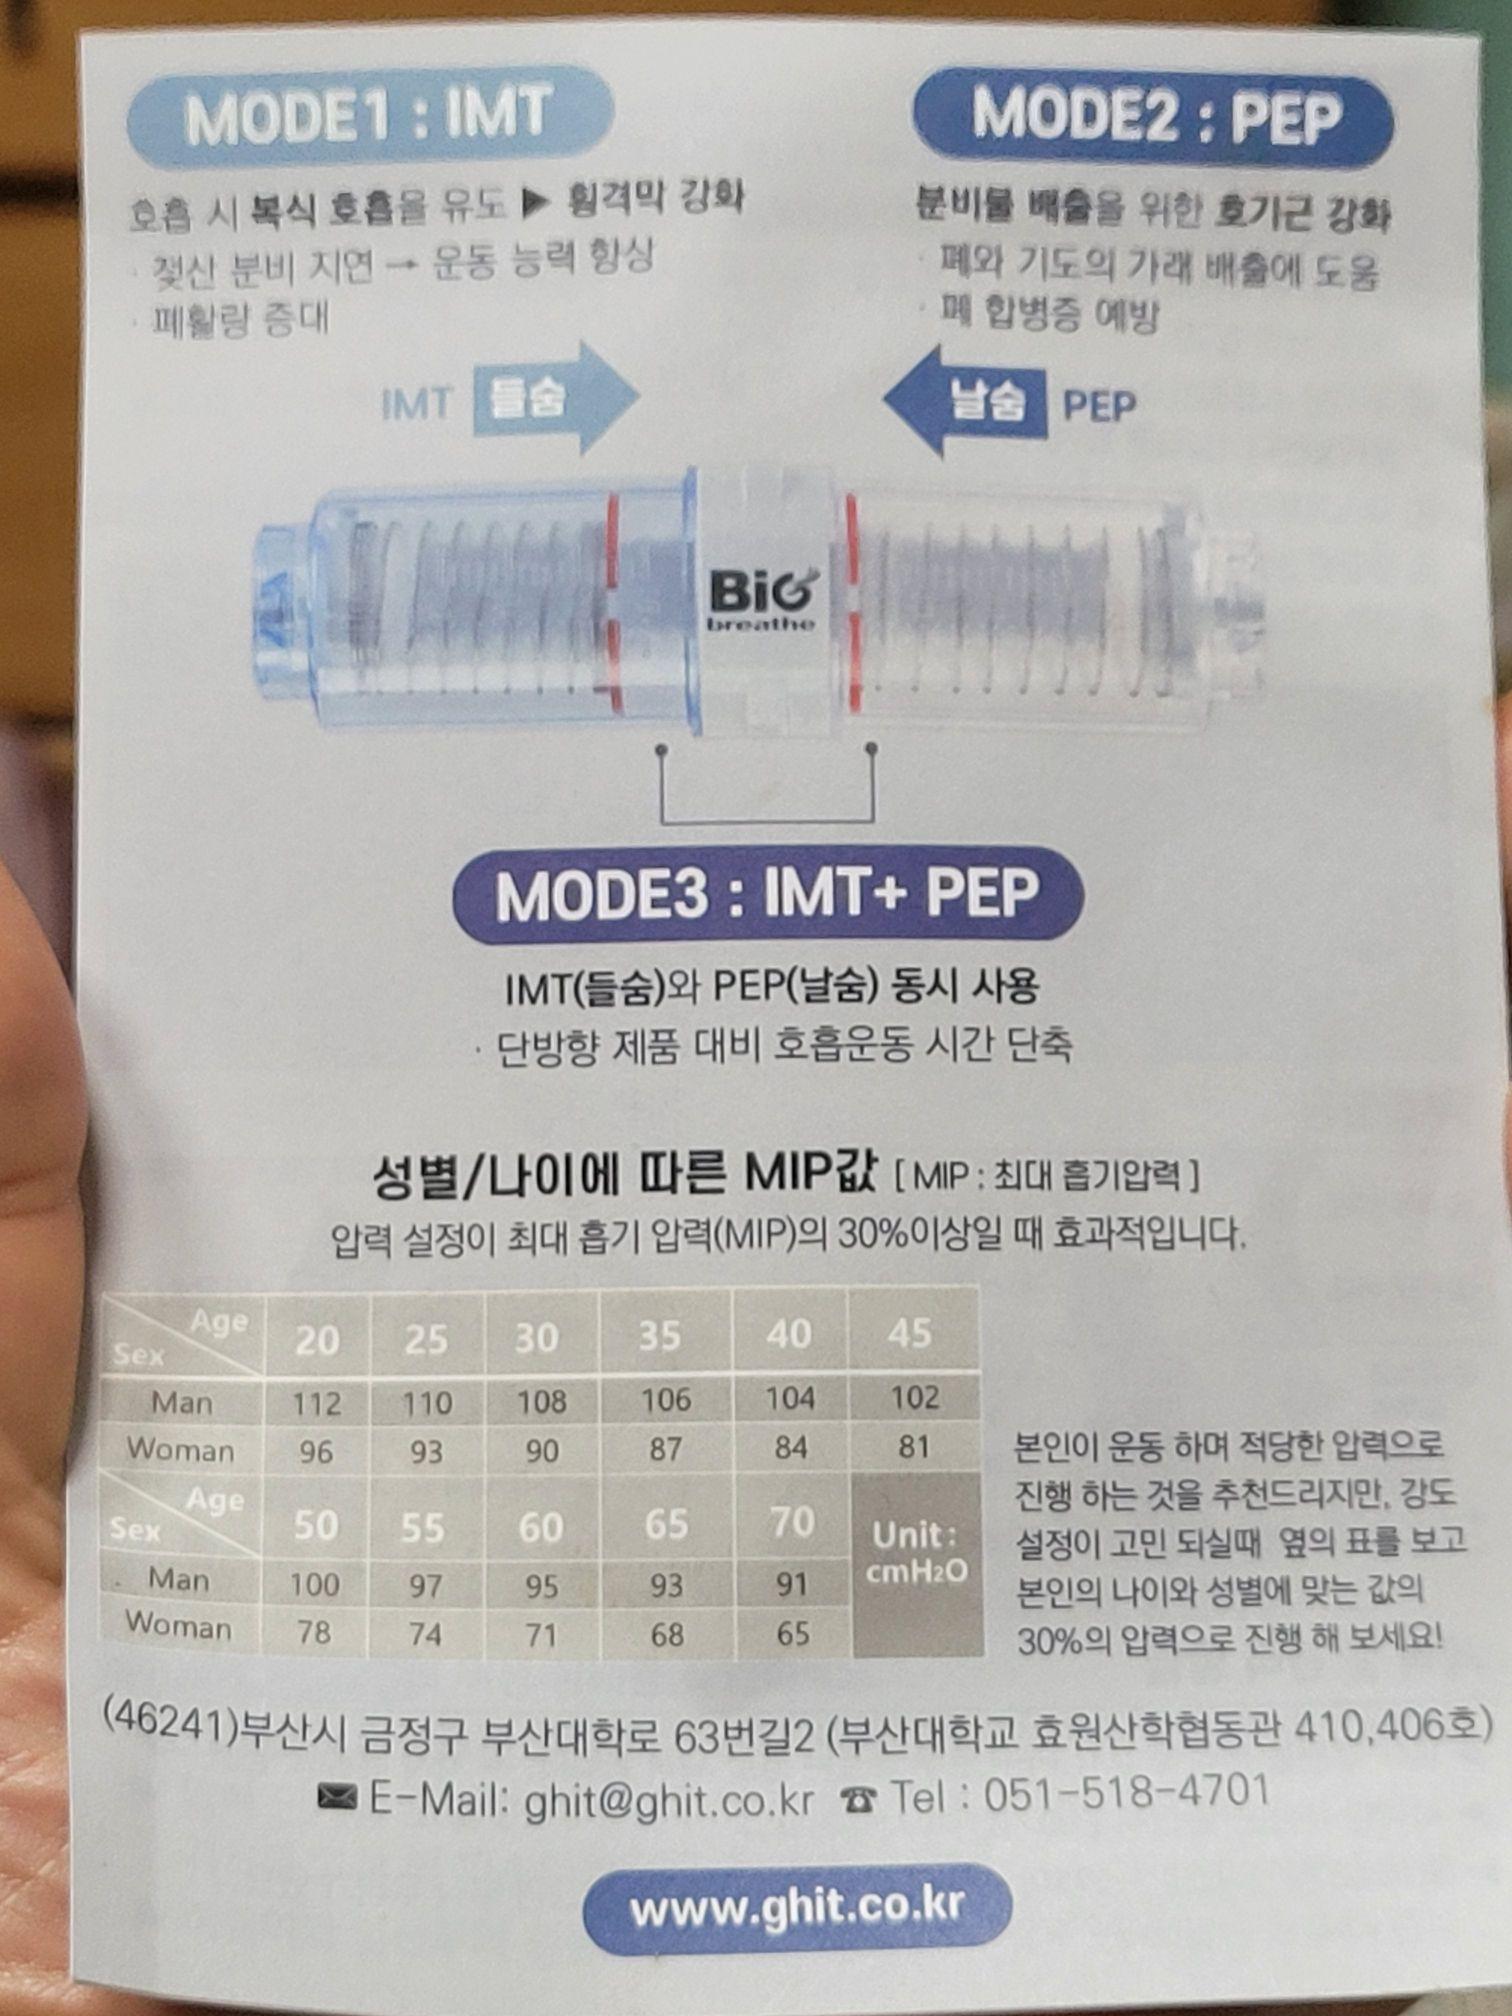 MODE1 : IMT
호흡 시 복식 호흡을 유도 ▶ 횡격막 강화
· 젖산 분비 지연 → 운동 능력 향상
· 폐활량 증대
MODE2 : PEP
분비물 배출을 위한 호기근 강화
· 폐와 기도의 가래 배출에 도움
· 폐 합병증 예방
IMT 들숨
날숨 PEP
BiG
breathe
MODE3 : IMT+ PEP
IMT(들숨)와 PEP(날숨) 동시 사용
· 단방향 제품 대비 호흡운동 시간 단축
성별/나이에 따른 MIP값 [ MIP : 최대 흡기압력 ]
압력 설정이 최대 흡기 압력(MIP)의 30%이상일 때 효과적입니다.
Sex Age 20 25 30 35 40 45
Man 112 110 108 106 104 102
Woman 96 93 90 87 84 81
Sex Age 50 55 60 65 70 Unit : cmH₂O
Man 100 97 95 93 91
Woman 78 74 71 68 65
본인이 운동 하며 적당한 압력으로
진행 하는 것을 추천드리지만, 강도
설정이 고민 되실때 옆의 표를 보고
본인의 나이와 성별에 맞는 값의
30%의 압력으로 진행 해 보세요!
(46241)부산시 금정구 부산대학로 63번길2 (부산대학교 효원산학협동관 410,406호)
✉ E-Mail: ghit@ghit.co.kr ☎ Tel : 051-518-4701
www.ghit.co.kr